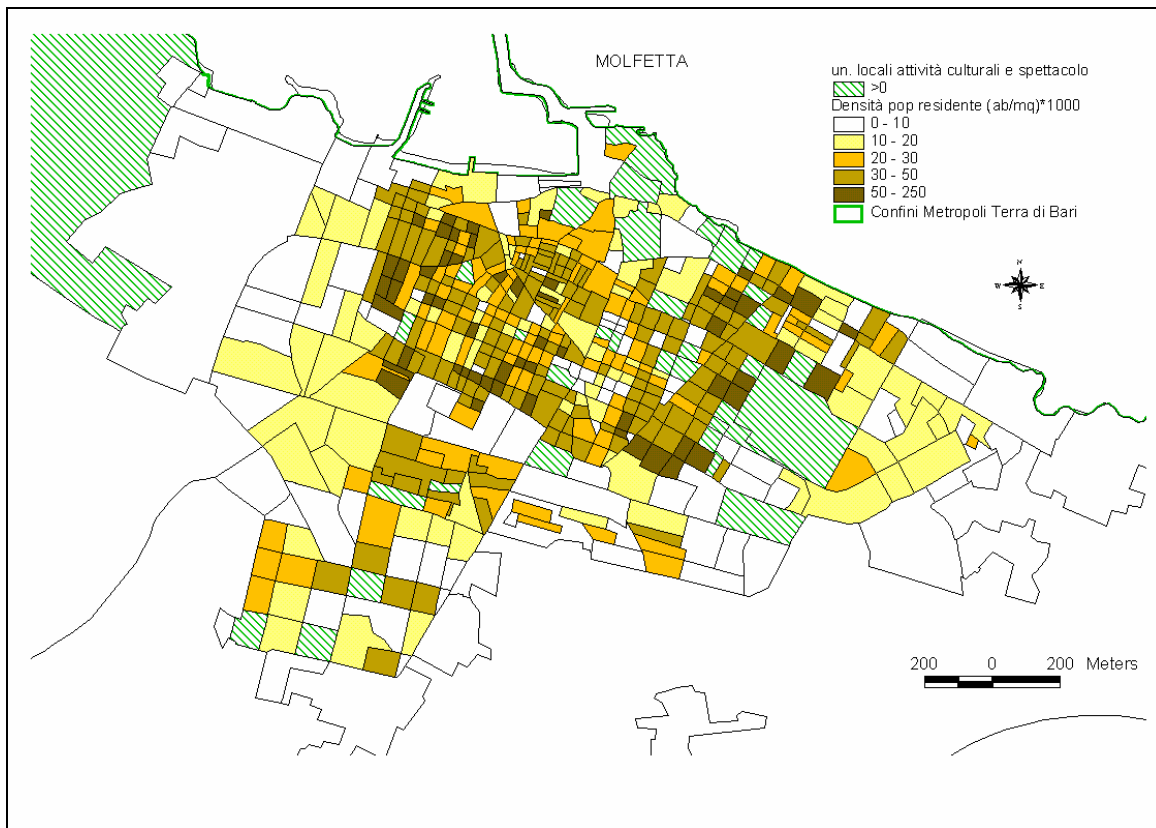 MOLFETTA
un. locali attività culturali e spettacolo
>0
Densità pop residente (ab/mq)*1000
0 - 10
10 - 20
20 - 30
30 - 50
50 - 250
Confini Metropoli Terra di Bari
N
W E
S
200 0 200 Meters